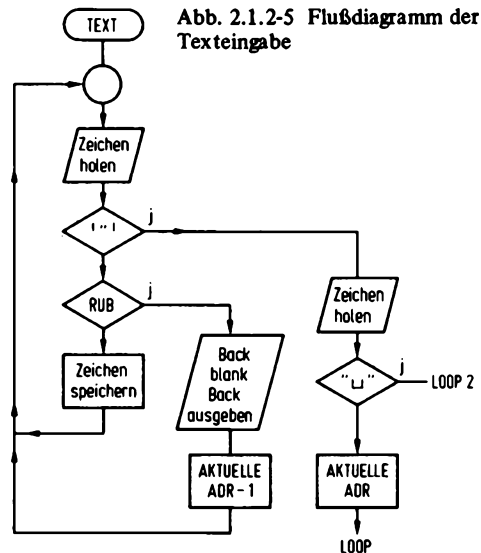 Abb. 2.1.2-5 Flußdiagramm der
Texteingabe
TEXT
Zeichen
holen
' " '
j
RUB
j
Zeichen
speichern
Back
blank
Back
ausgeben
AKTUELLE
ADR - 1
Zeichen
holen
"⊔"
j
LOOP 2
AKTUELLE
ADR
LOOP